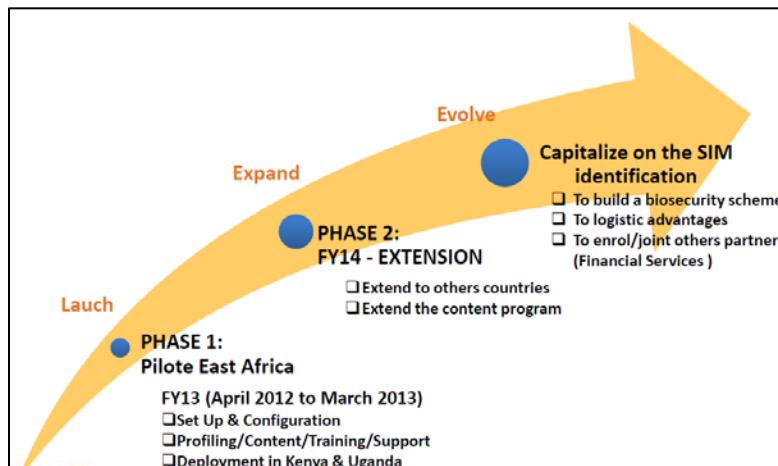 Evolve
Capitalize on the SIM
identification
❑ To build a biosecurity scheme
❑ To logistic advantages
❑ To enrol/joint others partner
(Financial Services )
Expand
PHASE 2:
FY14 - EXTENSION
❑Extend to others countries
❑Extend the content program
Lauch
PHASE 1:
Pilote East Africa
FY13 (April 2012 to March 2013)
❑Set Up & Configuration
❑Profiling/Content/Training/Support
❑Deployment in Kenya & Uganda